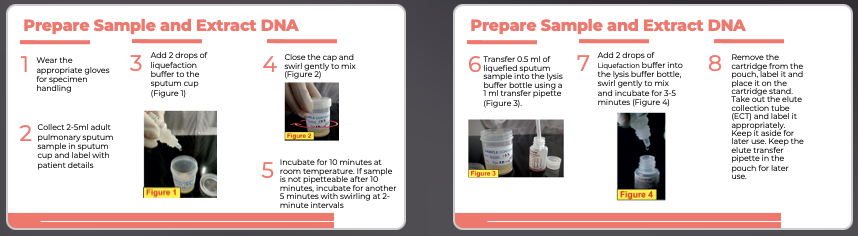 Prepare Sample and Extract DNA
1 Wear the
appropriate gloves
for specimen
handling
2 Collect 2-5ml adult
pulmonary sputum
sample in sputum
cup and label with
patient details
3 Add 2 drops of
liquefaction
buffer to the
sputum cup
(Figure 1)
Figure 1
4 Close the cap and
swirl gently to mix
(Figure 2)
Figure 2
5 Incubate for 10 minutes at
room temperature. If sample
is not pipetteable after 10
minutes, incubate for another
5 minutes with swirling at 2-
minute intervals
Prepare Sample and Extract DNA
6 Transfer 0.5 ml of
liquefied sputum
sample into the lysis
buffer bottle using a
1 ml transfer pipette
(Figure 3).
Figure 3
7 Add 2 drops of
Liquefaction buffer into
the lysis buffer bottle,
swirl gently to mix
and incubate for 3-5
minutes (Figure 4)
Figure 4
8 Remove the
cartridge from the
pouch, label it and
place it on the
cartridge stand.
Take out the elute
collection tube
(ECT) and label it
appropriately.
Keep it aside for
later use. Keep the
elute transfer
pipette in the
pouch for later
use.